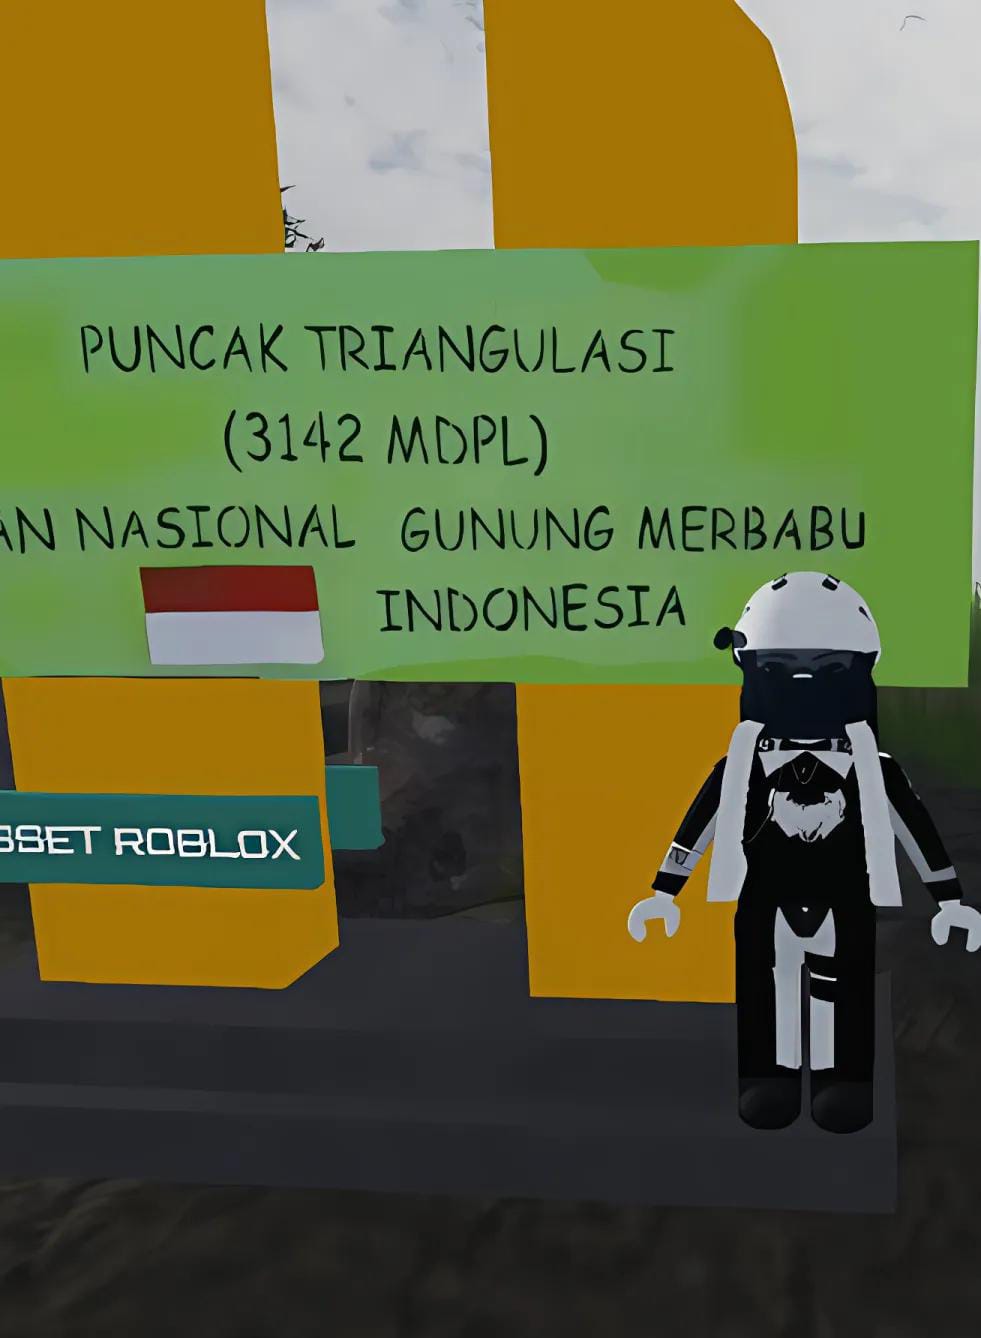 PUNCAK TRIANGULASI
(3142 MDPL)
AN NASIONAL GUNUNG MERBABU
INDONESIA
SSET ROBLOX